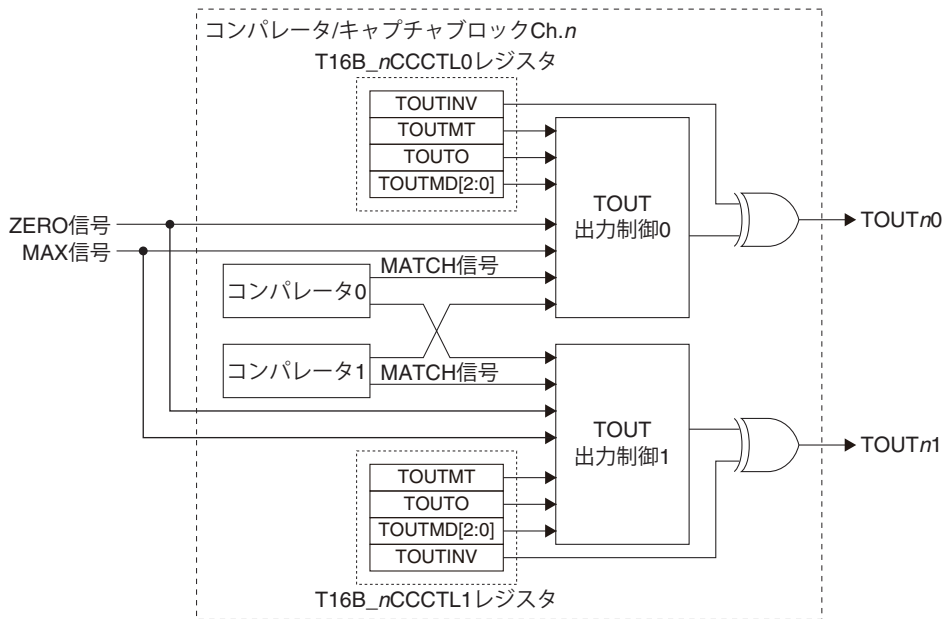 コンパレータ/キャプチャブロックCh.n
T16B_nCCCTL0レジスタ
TOUTINV
TOUTMT
TOUTO
TOUTMD[2:0]
TOUT
出力制御0
TOUTn0
ZERO信号
MAX信号
MATCH信号
コンパレータ0
コンパレータ1
MATCH信号
TOUT
出力制御1
TOUTn1
TOUTMT
TOUTO
TOUTMD[2:0]
TOUTINV
T16B_nCCCTL1レジスタ